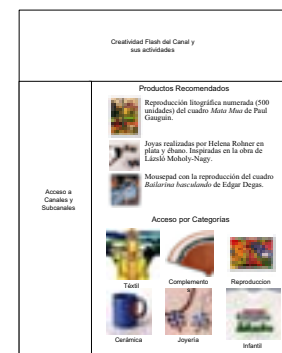 Creatividad Flash del Canal y
sus actividades
Productos Recomendados
Reproducción litográfica numerada (500
unidades) del cuadro Mata Mua de Paul
Gauguin.
Joyas realizadas por Helena Rohner en
plata y ébano. Inspiradas en la obra de
Lázsló Moholy-Nagy.
Mousepad con la reproducción del cuadro
Bailarina basculando de Edgar Degas.
Acceso a
Canales y
Subcanales
Acceso por Categorías
Téxtil
Complemento
s
Reproduccion
Cerámica
Joyería
Infantil